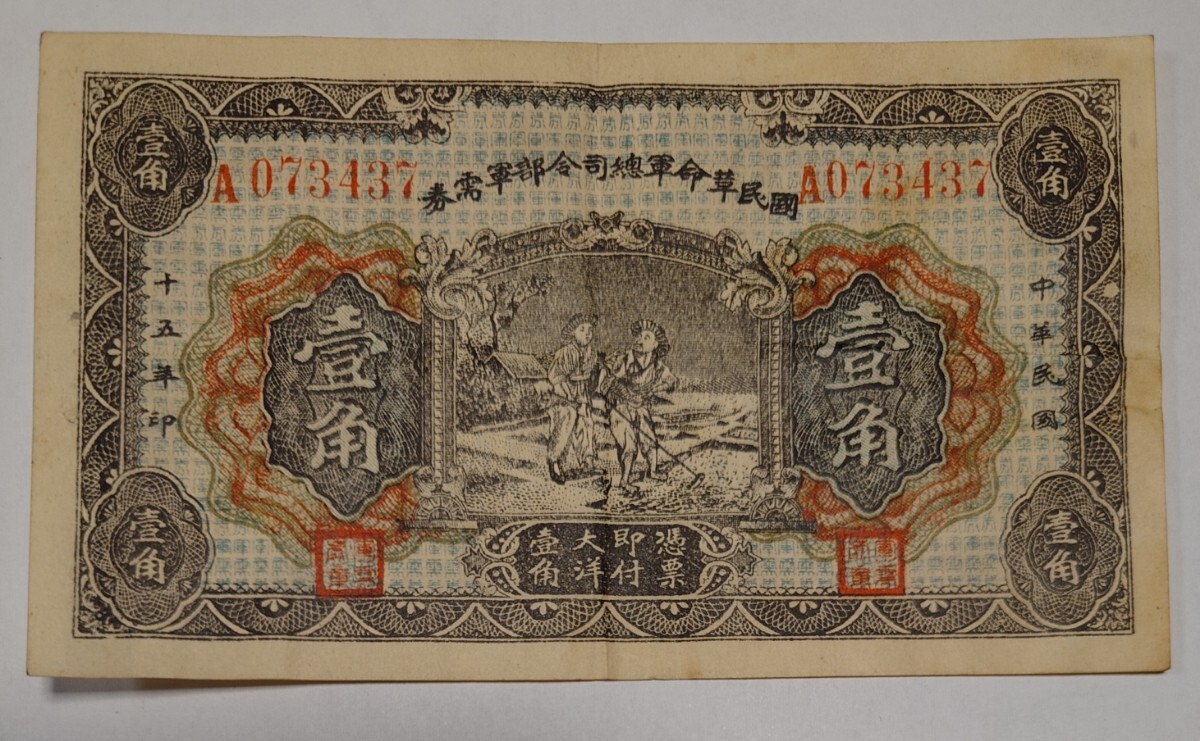 壹角
壹角
A073437
A073437
國民革命軍總司令部軍需券
中華民國
十五年印
壹角
壹角
憑票
即付
大洋
壹角
壹角
壹角